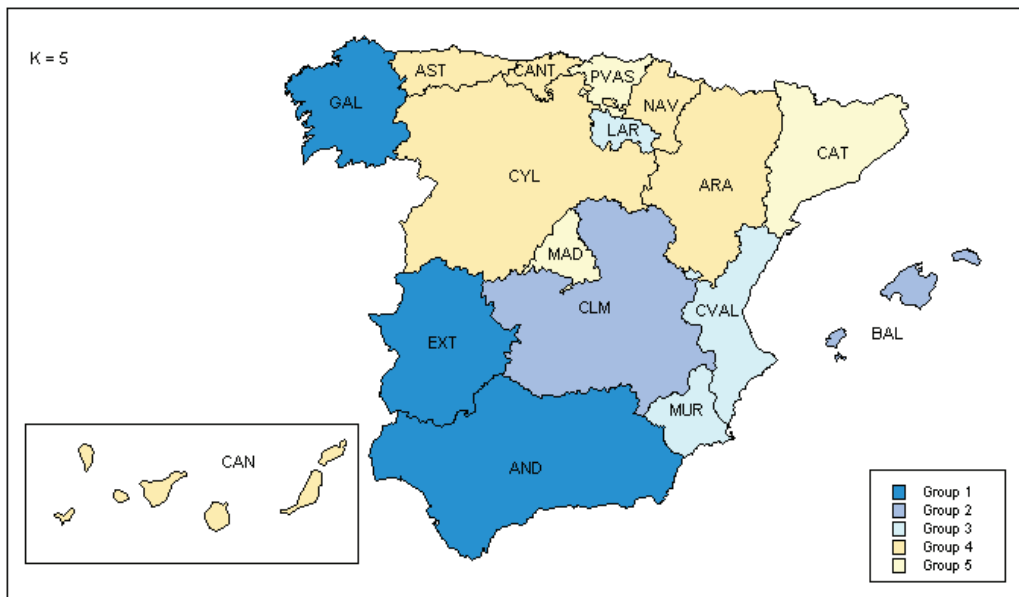 K = 5
AST
CANT
PVAS
GAL
NAV
LAR
CAT
CYL
ARA
MAD
CLM
CVAL
BAL
EXT
MUR
CAN
AND
Group 1
Group 2
Group 3
Group 4
Group 5